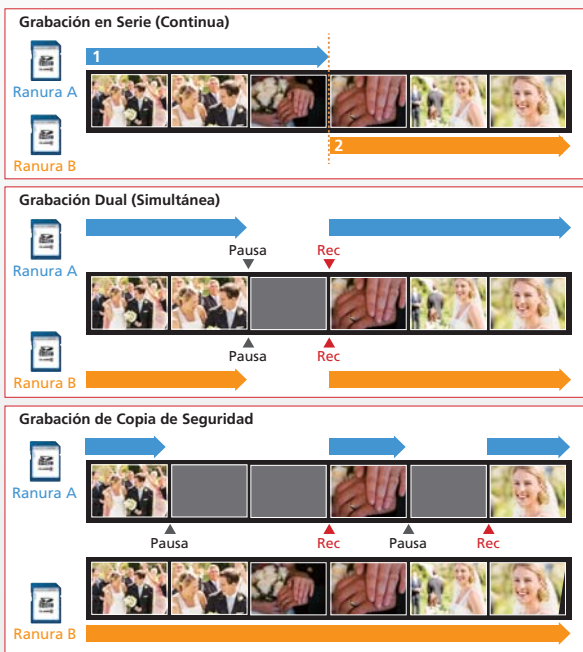 Grabación en Serie (Continua)
1
Ranura A
2
Ranura B
Grabación Dual (Simultánea)
Pausa Rec
Ranura A
Pausa Rec
Ranura B
Grabación de Copia de Seguridad
Ranura A
Pausa Rec Pausa Rec
Ranura B